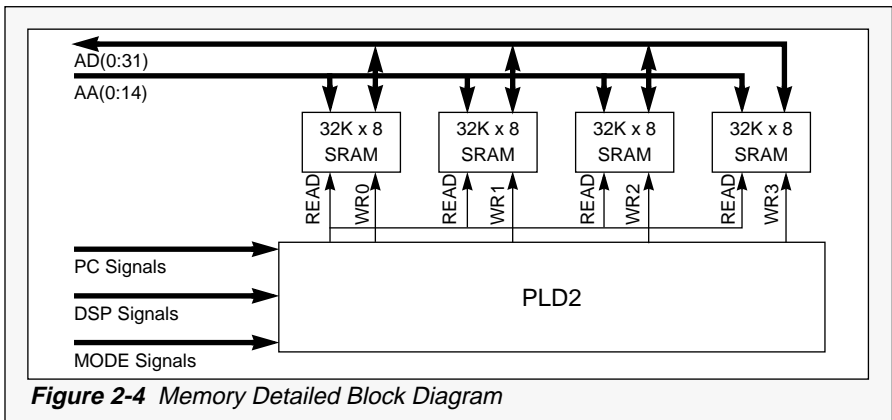 AD(0:31)
AA(0:14)
32K x 8
SRAM
32K x 8
SRAM
32K x 8
SRAM
32K x 8
SRAM
READ
WR0
READ
WR1
READ
WR2
READ
WR3
PC Signals
DSP Signals
MODE Signals
PLD2
Figure 2-4 Memory Detailed Block Diagram